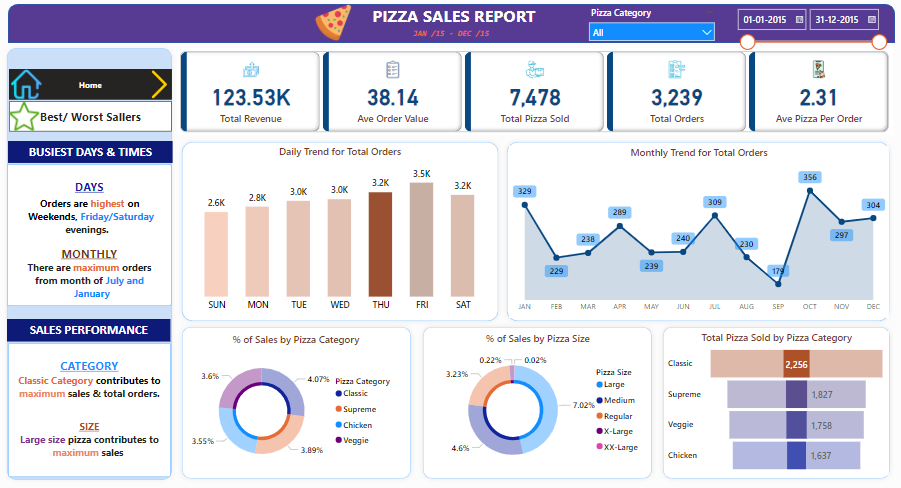 PIZZA SALES REPORT
JAN /15 - DEC /15
Pizza Category
All
01-01-2015
31-12-2015
Home
Best/ Worst Sallers
123.53K
Total Revenue
38.14
Ave Order Value
7,478
Total Pizza Sold
3,239
Total Orders
2.31
Ave Pizza Per Order
BUSIEST DAYS & TIMES
DAYS
Orders are highest on
Weekends, Friday/Saturday
evenings.
MONTHLY
There are maximum orders
from month of July and
January
SALES PERFORMANCE
CATEGORY
Classic Category contributes to
maximum sales & total orders.
SIZE
Large size pizza contributes to
maximum sales
Daily Trend for Total Orders
2.6K
2.8K
3.0K
3.0K
3.2K
3.5K
3.2K
SUN
MON
TUE
WED
THU
FRI
SAT
Monthly Trend for Total Orders
329
229
238
289
239
240
309
230
179
356
297
304
JAN
FEB
MAR
APR
MAY
JUN
JUL
AUG
SEP
OCT
NOV
DEC
% of Sales by Pizza Category
3.6%
4.07%
3.55%
3.89%
Pizza Category
Classic
Supreme
Chicken
Veggie
% of Sales by Pizza Size
0.22%
0.02%
3.23%
7.02%
4.6%
Pizza Size
Large
Medium
Regular
X-Large
XX-Large
Total Pizza Sold by Pizza Category
Classic
2,256
Supreme
1,827
Veggie
1,758
Chicken
1,637